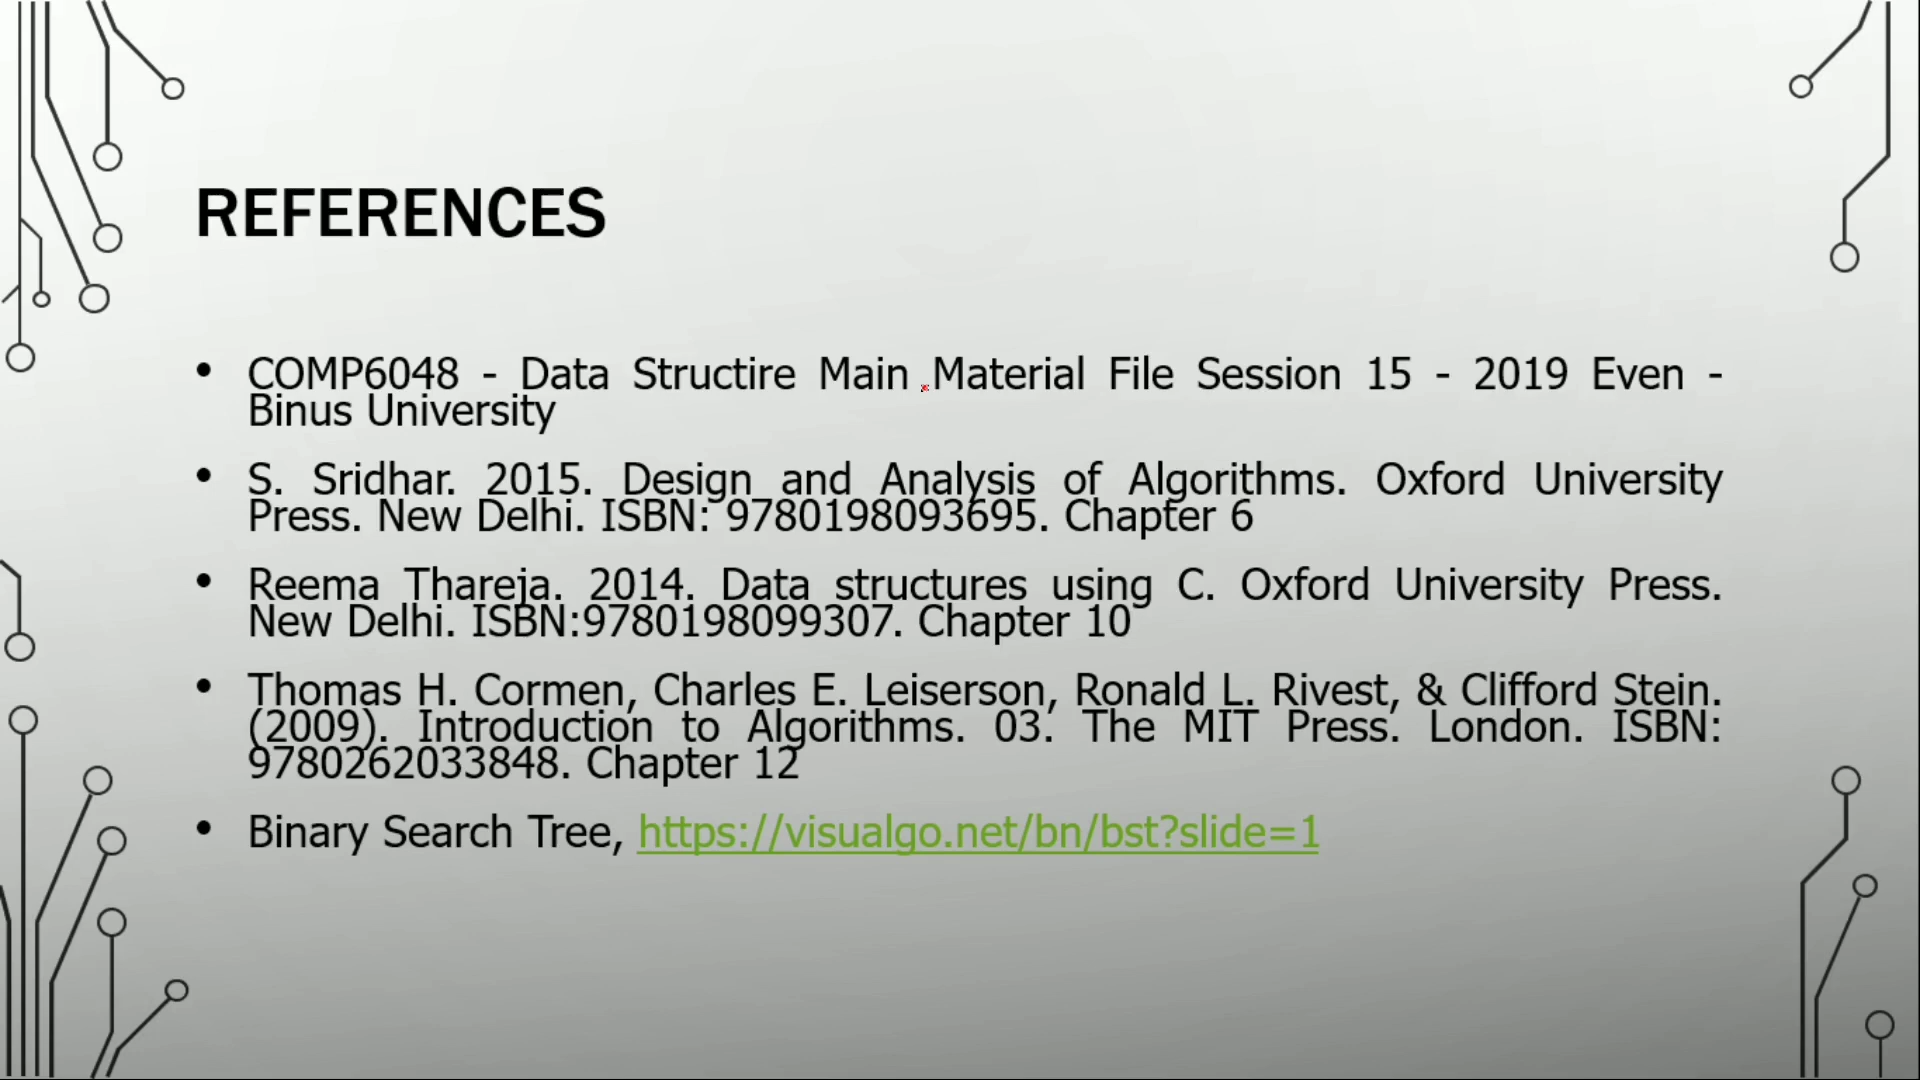 REFERENCES
• COMP6048 - Data Structire Main Material File Session 15 - 2019 Even -
Binus University
• S. Sridhar. 2015. Design and Analysis of Algorithms. Oxford University
Press. New Delhi. ISBN: 9780198093695. Chapter 6
• Reema Thareja. 2014. Data structures using C. Oxford University Press.
New Delhi. ISBN:9780198099307. Chapter 10
• Thomas H. Cormen, Charles E. Leiserson, Ronald L. Rivest, & Clifford Stein.
(2009). Introduction to Algorithms. 03. The MIT Press. London. ISBN:
9780262033848. Chapter 12
• Binary Search Tree, https://visualgo.net/bn/bst?slide=1